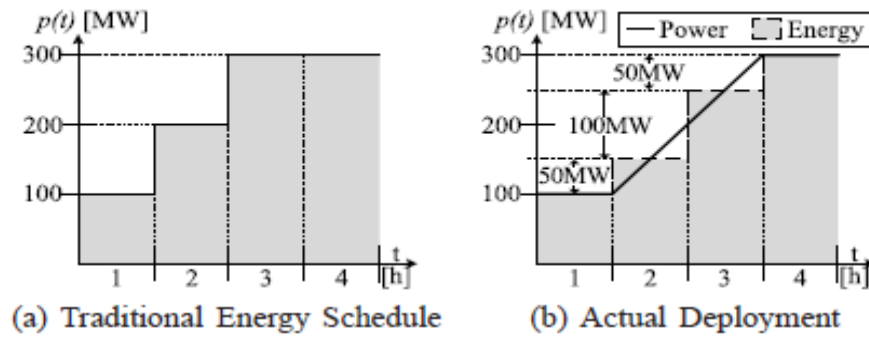 p(t) [MW]
300
200
100
1 2 3 4
t
[h]
(a) Traditional Energy Schedule
p(t) [MW]
Power Energy
300
200
100
50MW
100MW
50MW
1 2 3 4
t
[h]
(b) Actual Deployment